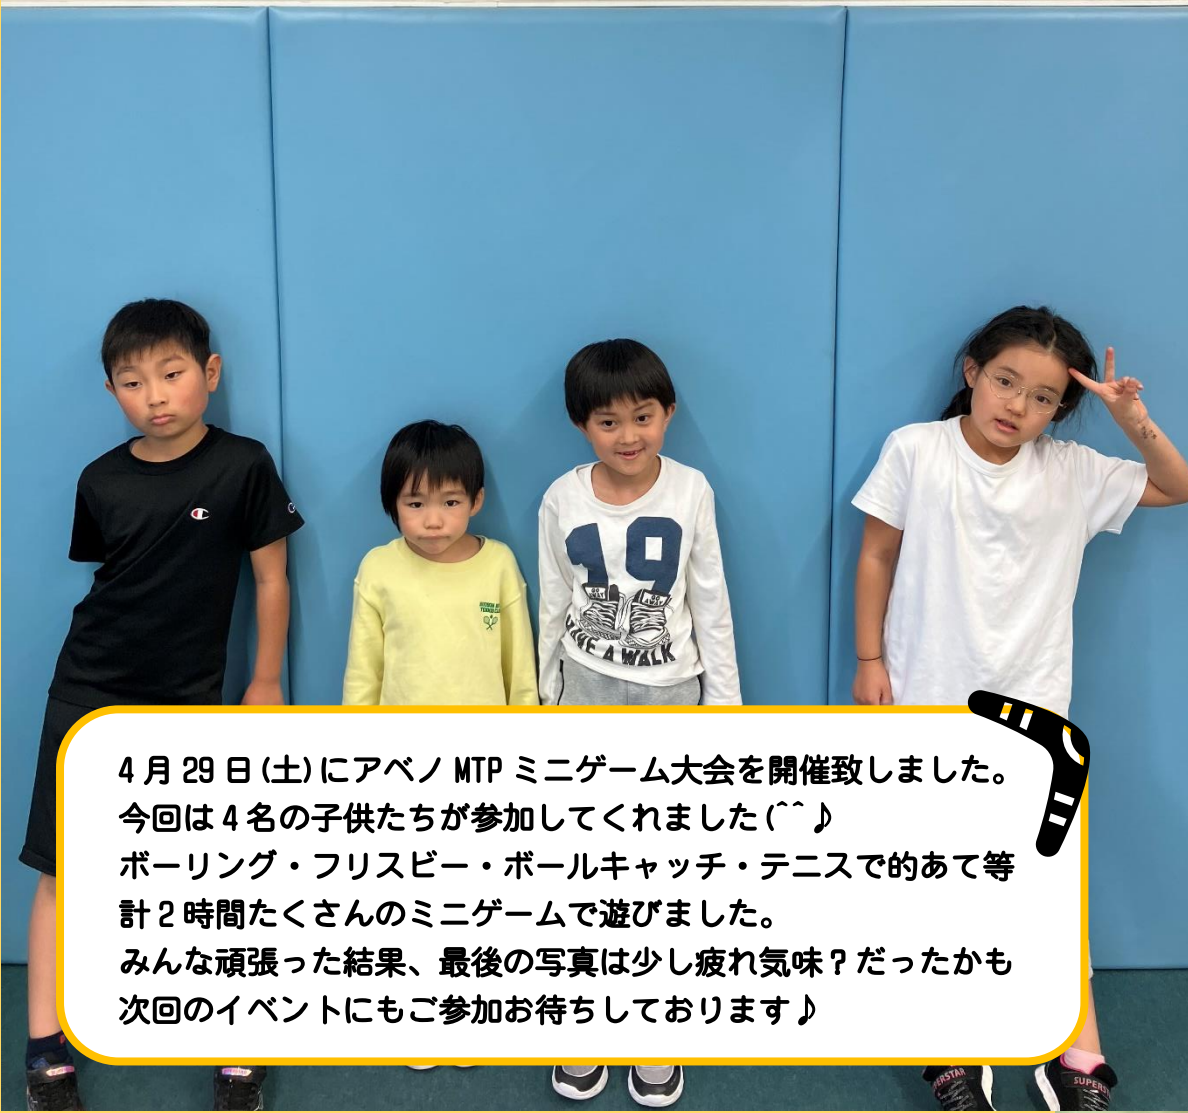 19
GO AWAY
GO AWAY
A WALK
4月29日(土)にアベノMTPミニゲーム大会を開催致しました。
今回は4名の子供たちが参加してくれました(^^♪
ボーリング・フリスビー・ボールキャッチ・テニスで的あて等
計2時間たくさんのミニゲームで遊びました。
みんな頑張った結果、最後の写真は少し疲れ気味？だったかも
次回のイベントにもご参加お待ちしております♪